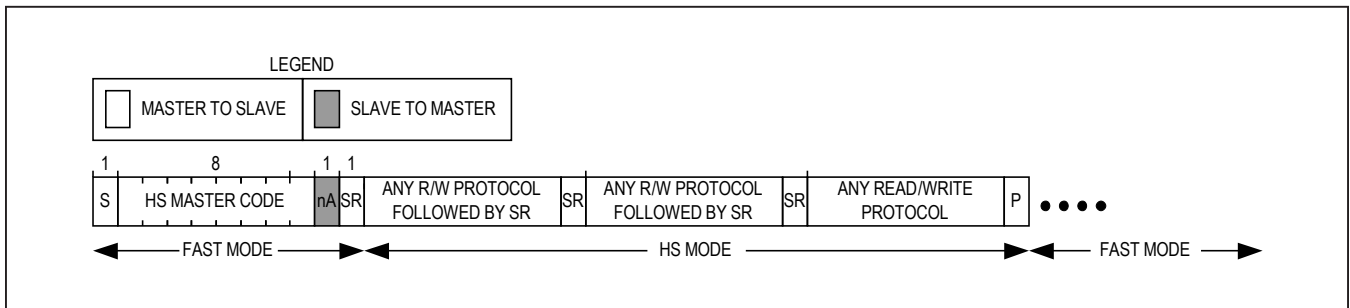 LEGEND
MASTER TO SLAVE SLAVE TO MASTER
1 8 1 1
S HS MASTER CODE nA SR ANY R/W PROTOCOL FOLLOWED BY SR SR ANY R/W PROTOCOL FOLLOWED BY SR SR ANY READ/WRITE PROTOCOL P
FAST MODE HS MODE FAST MODE